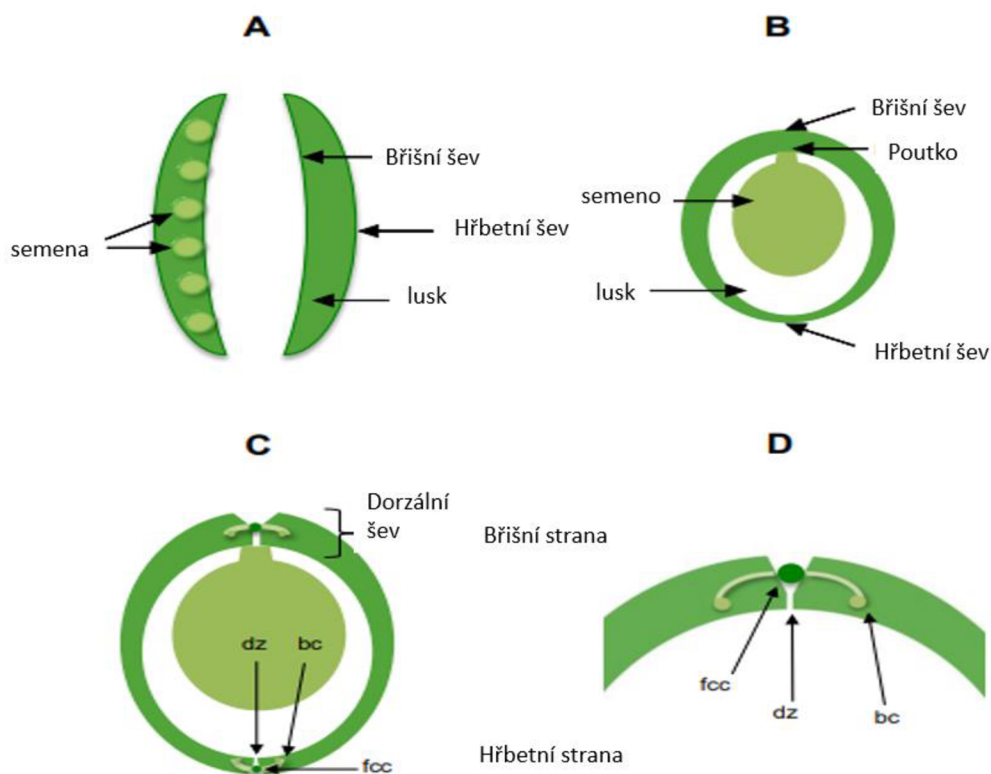 A
B
Břišní šev
Hřbetní šev
semena
lusk
Břišní šev
Poutko
semeno
lusk
Hřbetní šev
C
D
Dorzální
šev
Břišní strana
dz
bc
fcc
Hřbetní strana
fcc
dz
bc